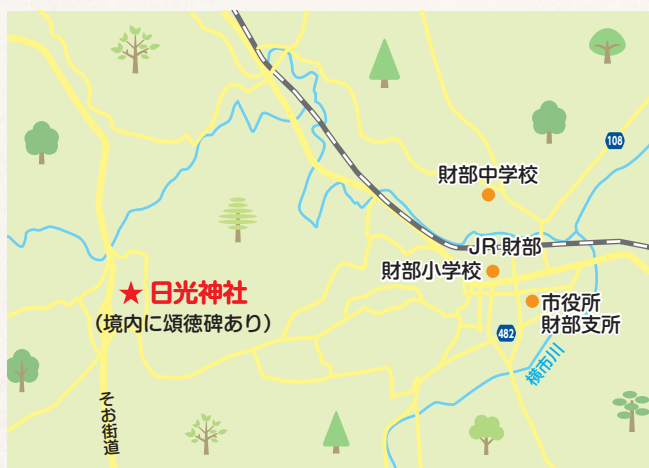 108
財部中学校
JR 財部
財部小学校
★日光神社
(境内に頌徳碑あり)
市役所
財部支所
482
横市川
そお街道